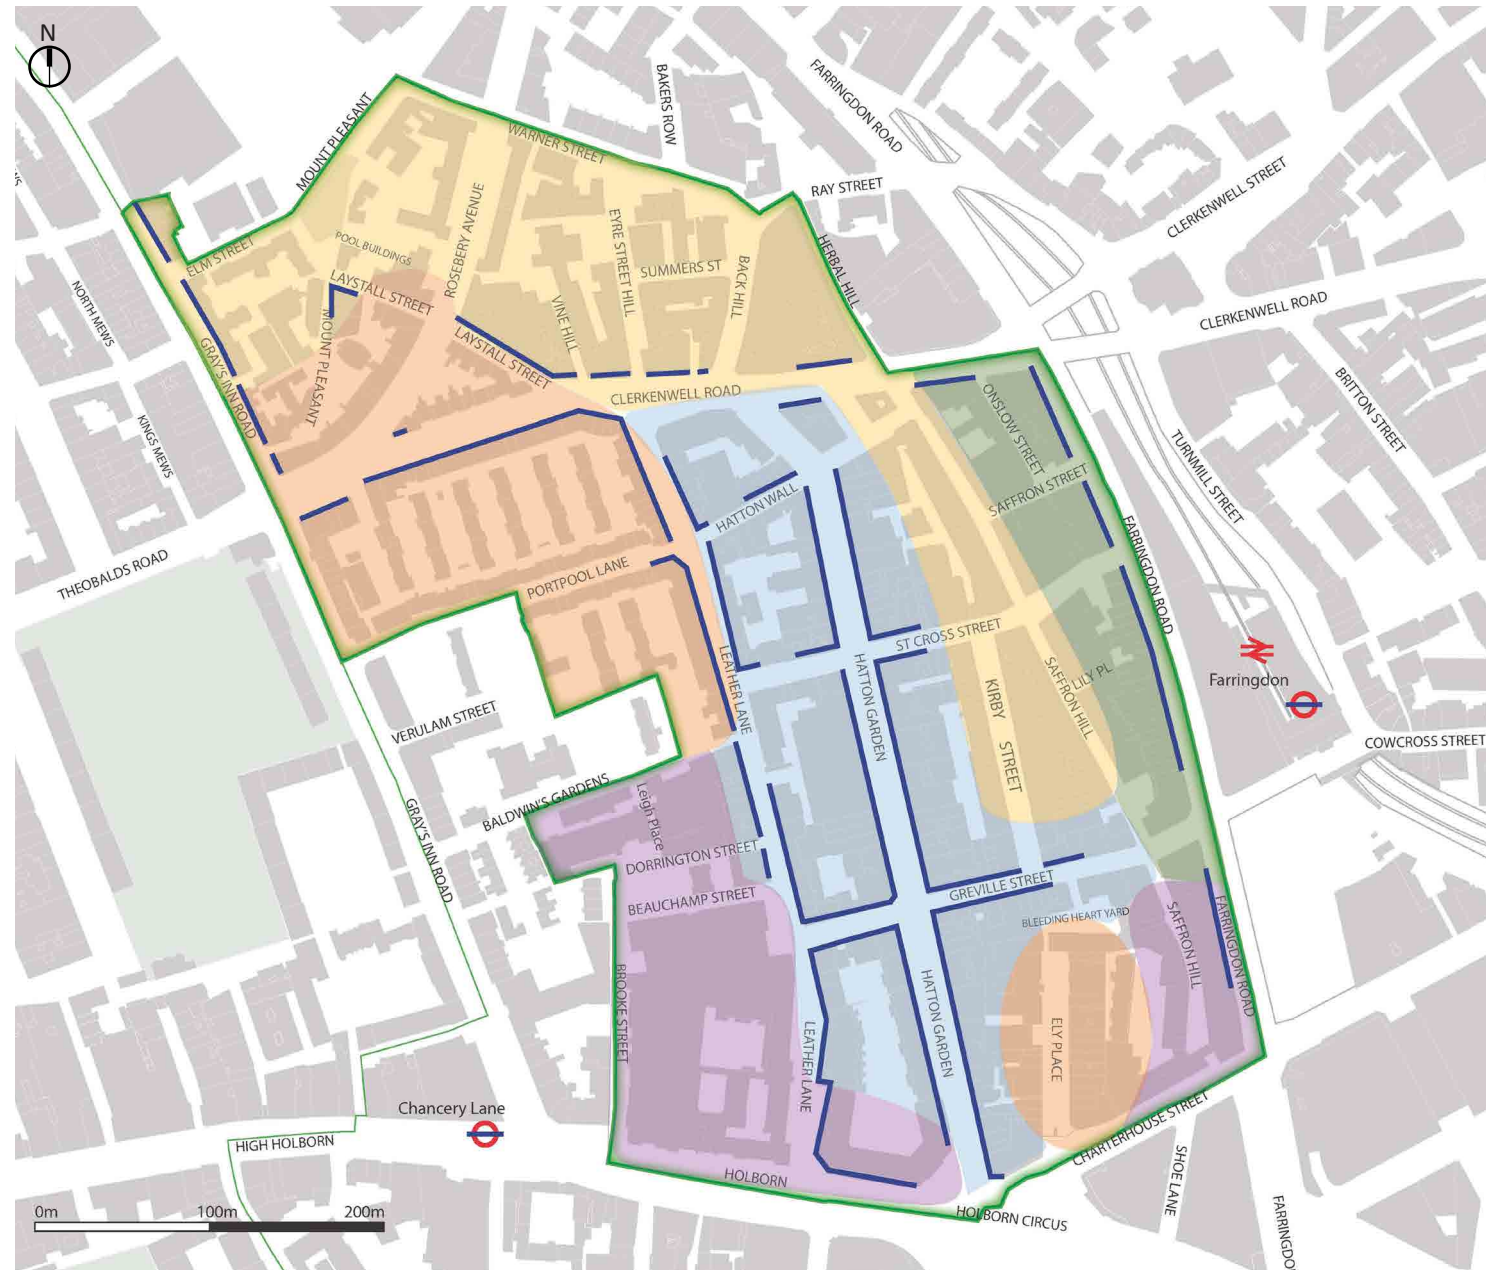 N
MOUNT PLEASANT
BAKERS ROW
FARRINGDON ROAD
WARNER STREET
RAY STREET
CLERKENWELL STREET
ROSEBERY AVENUE
EYRE STREET HILL
HERBAL HILL
ELM STREET
POOL BUILDINGS
SUMMERS ST
BACK HILL
LAYSTALL STREET
NORTH MEWS
MOUNT PLEASANT
VINE HILL
CLERKENWELL ROAD
GRAY'S INN ROAD
LAYSTALL STREET
CLERKENWELL ROAD
BRITTON STREET
KINGS MEWS
ONSLOW STREET
TURNMILL STREET
HATTON WALL
SAFFRON STREET
THEOBALDS ROAD
PORTPOOL LANE
FARRINGDON ROAD
ST CROSS STREET
LEATHER LANE
HATTON GARDEN
KIRBY
STREET
SAFFRON HILL
LILY PL
Farringdon
VERULAM STREET
COWCROSS STREET
BALDWIN'S GARDENS
Leigh Place
GRAY'S INN ROAD
DORRINGTON STREET
GREVILLE STREET
BEAUCHAMP STREET
BLEEDING HEART YARD
SAFFRON HILL
FARRINGDON ROAD
BROOKE STREET
LEATHER LANE
HATTON GARDEN
ELY PLACE
Chancery Lane
CHARTERHOUSE STREET
HIGH HOLBORN
HOLBORN
SHOE LANE
HOLBORN CIRCUS
0m 100m 200m
FARRINGDO